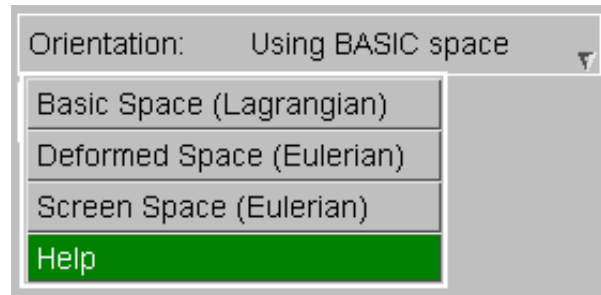 Orientation: Using BASIC space
Basic Space (Lagrangian)
Deformed Space (Eulerian)
Screen Space (Eulerian)
Help